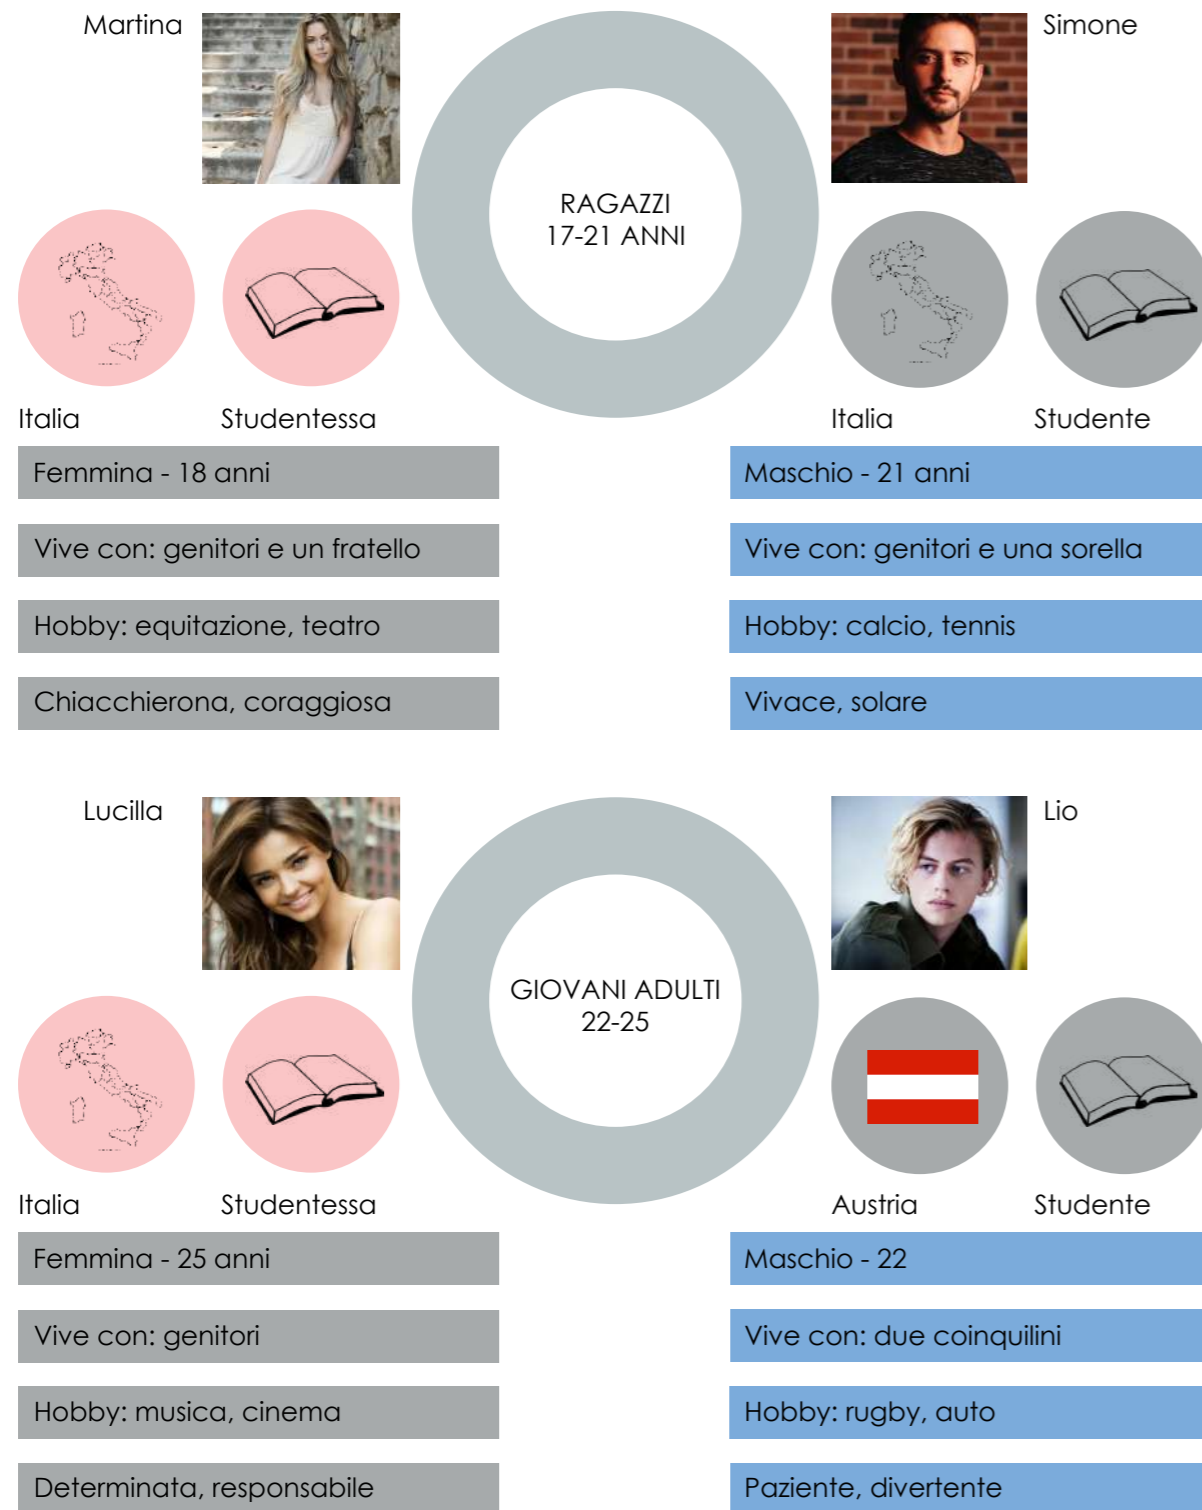 Martina
Simone
RAGAZZI
17-21 ANNI
Italia
Studentessa
Italia
Studente
Femmina - 18 anni
Vive con: genitori e un fratello
Hobby: equitazione, teatro
Chiacchierona, coraggiosa
Maschio - 21 anni
Vive con: genitori e una sorella
Hobby: calcio, tennis
Vivace, solare
Lucilla
Lio
GIOVANI ADULTI
22-25
Italia
Studentessa
Austria
Studente
Femmina - 25 anni
Vive con: genitori
Hobby: musica, cinema
Determinata, responsabile
Maschio - 22
Vive con: due coinquilini
Hobby: rugby, auto
Paziente, divertente